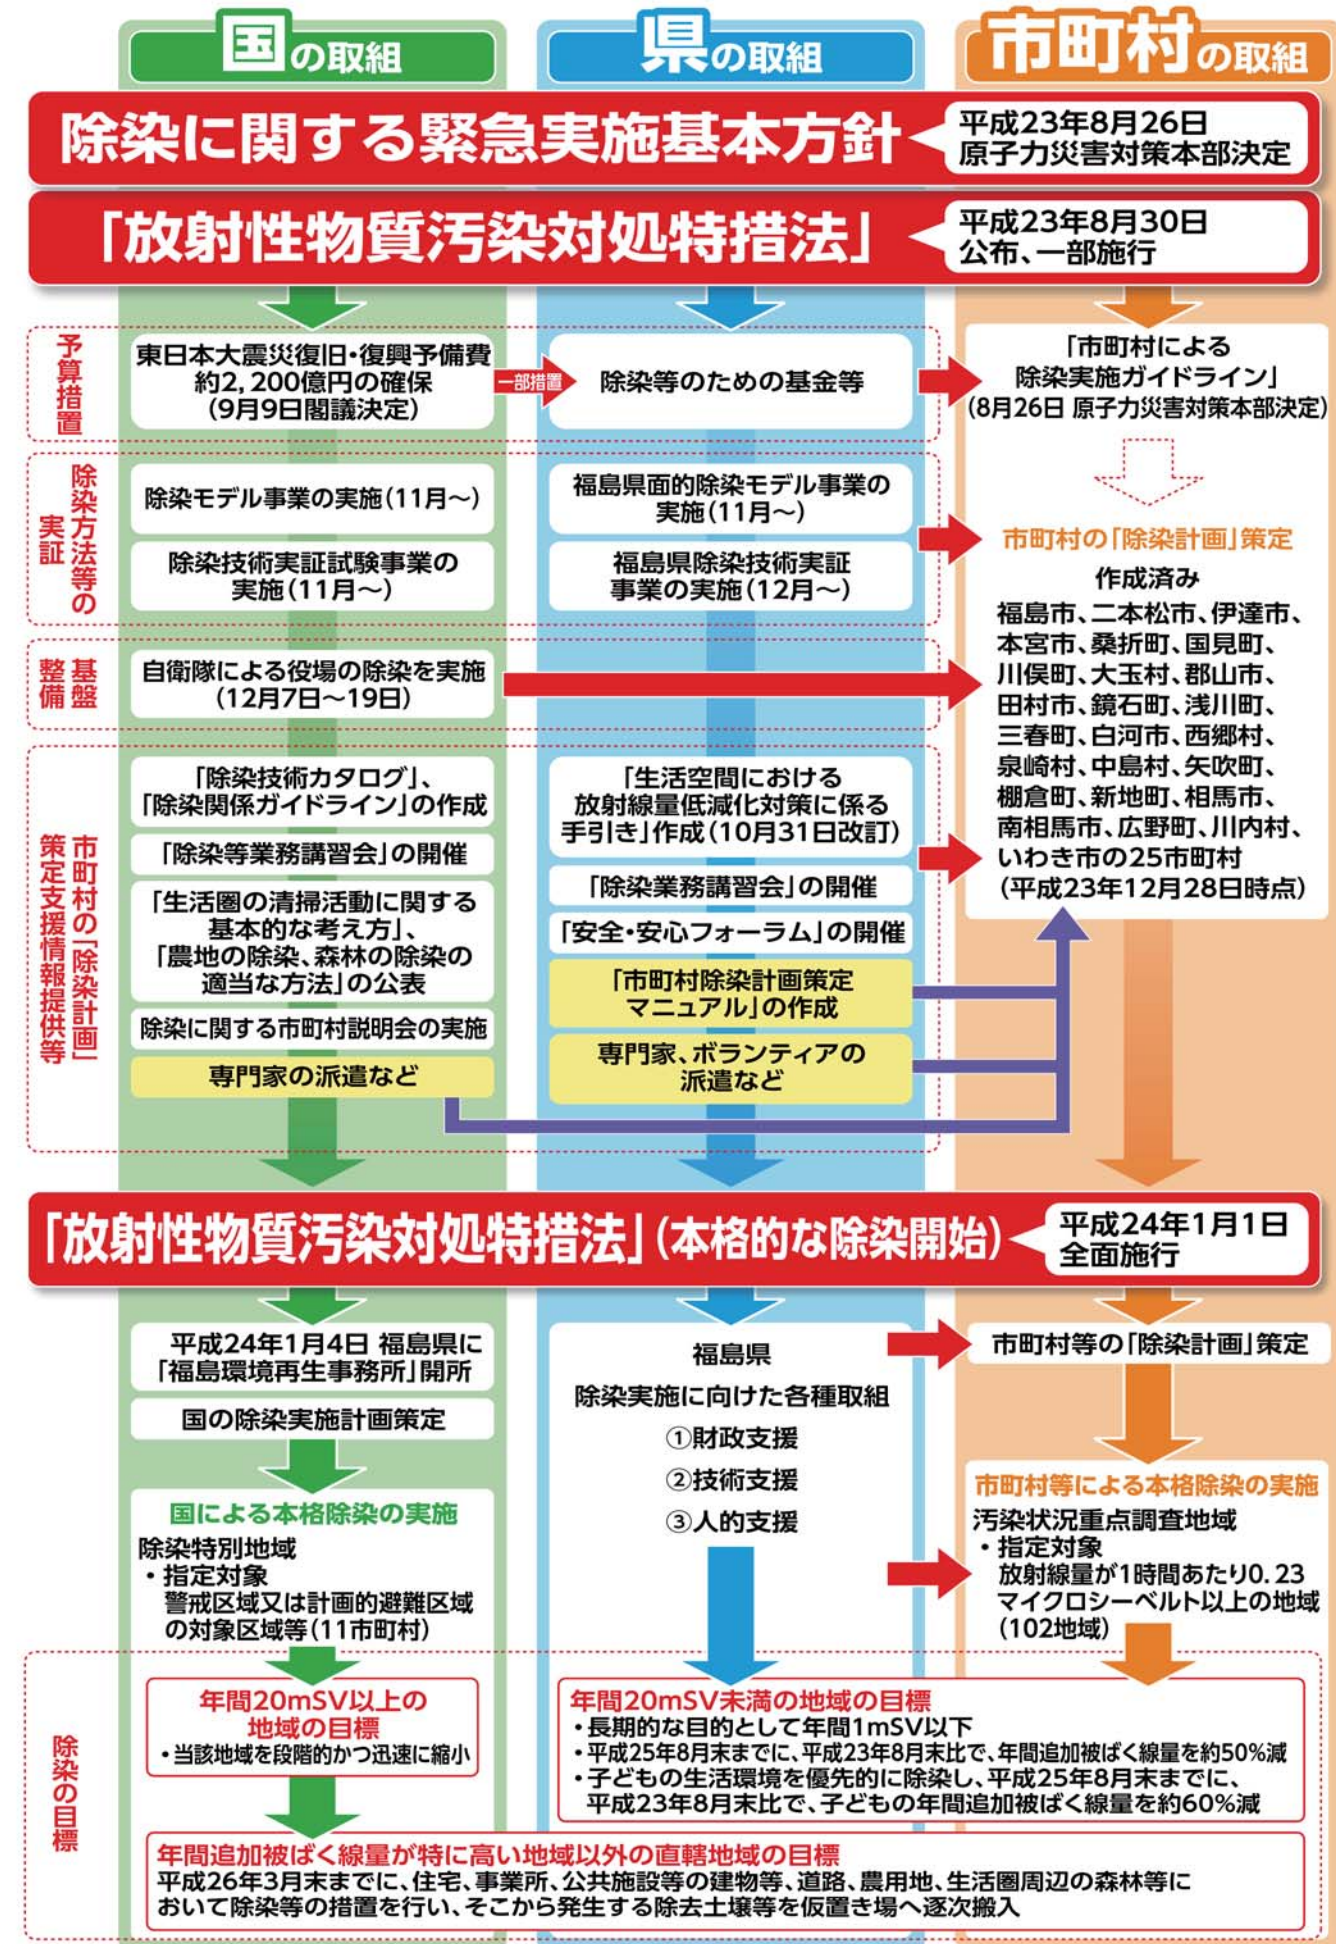 国の取組
県の取組
市町村の取組
除染に関する緊急実施基本方針
平成23年8月26日
原子力災害対策本部決定
「放射性物質汚染対処特措法」
平成23年8月30日
公布、一部施行
予算措置
東日本大震災復旧・復興予備費
約2,200億円の確保
(9月9日閣議決定)
一部措置
除染等のための基金等
「市町村による
除染実施ガイドライン」
(8月26日 原子力災害対策本部決定)
除染方法等の
実証
除染モデル事業の実施(11月〜)
除染技術実証試験事業の
実施(11月〜)
福島県面的除染モデル事業の
実施(11月〜)
福島県除染技術実証
事業の実施(12月〜)
市町村の「除染計画」策定
作成済み
福島市、二本松市、伊達市、
本宮市、桑折町、国見町、
川俣町、大玉村、郡山市、
田村市、鏡石町、浅川町、
三春町、白河市、西郷村、
泉崎村、中島村、矢吹町、
棚倉町、新地町、相馬市、
南相馬市、広野町、川内村、
いわき市の25市町村
(平成23年12月28日時点)
基盤
整備
自衛隊による役場の除染を実施
(12月7日〜19日)
市町村の「除染計画」
策定支援情報提供等
「除染技術カタログ」、
「除染関係ガイドライン」の作成
「除染等業務講習会」の開催
「生活圏の清掃活動に関する
基本的な考え方」、
「農地の除染、森林の除染の
適当な方法」の公表
除染に関する市町村説明会の実施
専門家の派遣など
「生活空間における
放射線量低減化対策に係る
手引き」作成(10月31日改訂)
「除染業務講習会」の開催
「安全・安心フォーラム」の開催
「市町村除染計画策定
マニュアル」の作成
専門家、ボランティアの
派遣など
「放射性物質汚染対処特措法」(本格的な除染開始)
平成24年1月1日
全面施行
平成24年1月4日 福島県に
「福島環境再生事務所」開所
国の除染実施計画策定
国による本格除染の実施
除染特別地域
・指定対象
警戒区域又は計画的避難区域
の対象区域等(11市町村)
福島県
除染実施に向けた各種取組
①財政支援
②技術支援
③人的支援
市町村等の「除染計画」策定
市町村等による本格除染の実施
汚染状況重点調査地域
・指定対象
放射線量が1時間あたり0.23
マイクロシーベルト以上の地域
(102地域)
除染の目標
年間20mSV以上の
地域の目標
・当該地域を段階的かつ迅速に縮小
年間20mSV未満の地域の目標
・長期的な目的として年間1mSV以下
・平成25年8月末までに、平成23年8月末比で、年間追加被ばく線量を約50%減
・子どもの生活環境を優先的に除染し、平成25年8月末までに、
平成23年8月末比で、子どもの年間追加被ばく線量を約60%減
年間追加被ばく線量が特に高い地域以外の直轄地域の目標
平成26年3月末までに、住宅、事業所、公共施設等の建物等、道路、農用地、生活圏周辺の森林等に
おいて除染等の措置を行い、そこから発生する除去土壌等を仮置き場へ逐次搬入